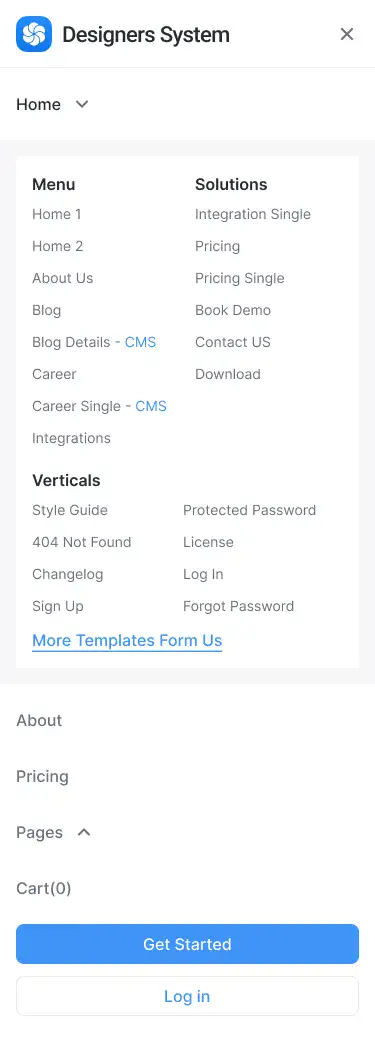 Designers System
Home
Menu
Home 1
Home 2
About Us
Blog
Blog Details - CMS
Career
Career Single - CMS
Integrations
Solutions
Integration Single
Pricing
Pricing Single
Book Demo
Contact US
Download
Verticals
Style Guide
404 Not Found
Changelog
Sign Up
Protected Password
License
Log In
Forgot Password
More Templates Form Us
About
Pricing
Pages
Cart(0)
Get Started
Log in